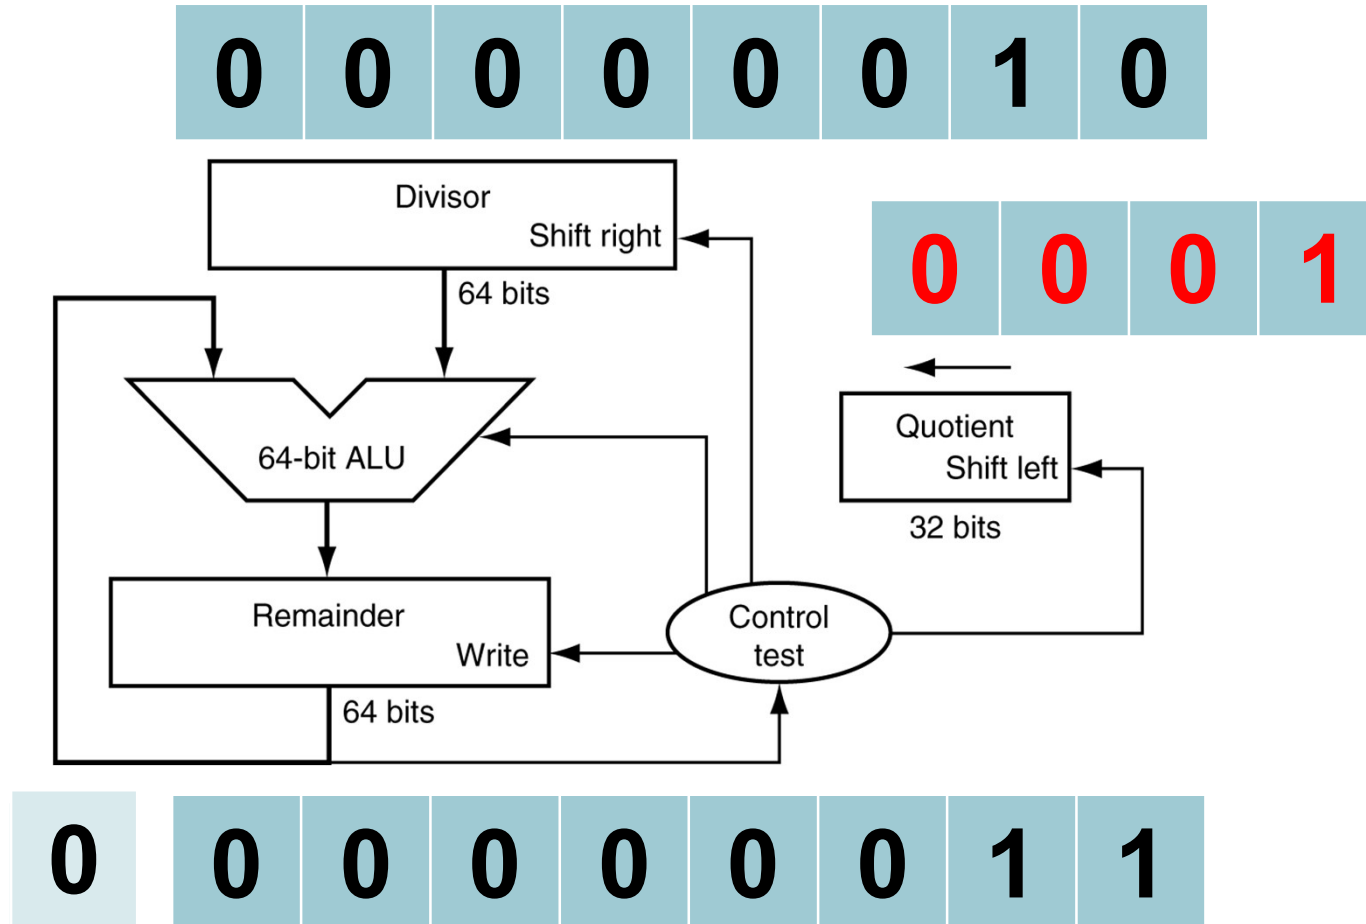 0 0 0 0 0 0 1 0
Divisor
Shift right
64 bits
0 0 0 1
64-bit ALU
Quotient
Shift left
32 bits
Remainder
Write
Control
test
64 bits
0 0 0 0 0 0 0 1 1